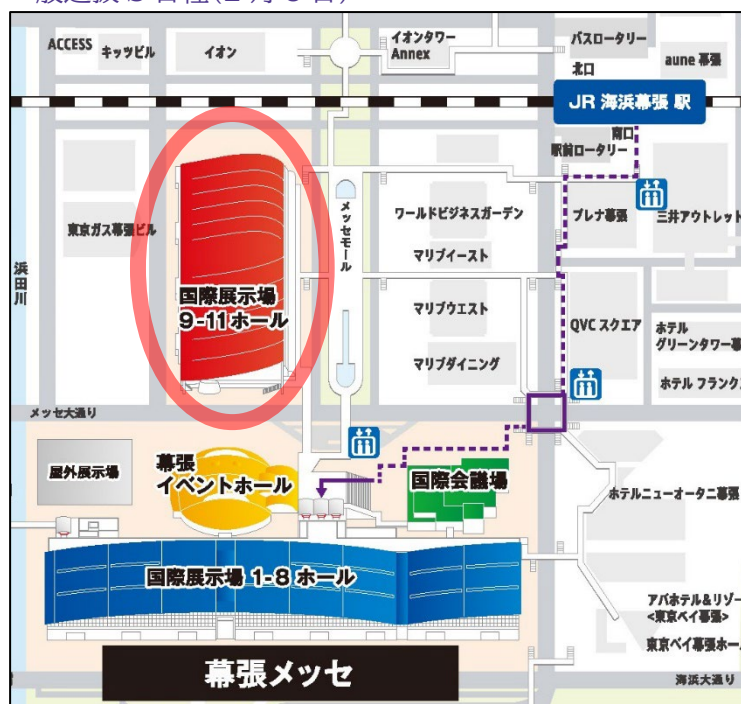 ACCESS
キッツビル
イオン
イオンタワー
Annex
バスロータリー
北口
aune 幕張
JR 海浜幕張 駅
南口
駅前ロータリー
東京ガス幕張ビル
メッセモール
ワールドビジネスガーデン
プレナ幕張
三井アウトレット
浜田川
マリブイースト
国際展示場
9-11ホール
マリブウエスト
QVC スクエア
ホテル
グリーンタワー幕
マリブダイニング
ホテル フランク
メッセ大通り
屋外展示場
幕張
イベントホール
国際会議場
ホテルニューオータニ幕張
国際展示場 1-8 ホール
アパホテル&リゾー
<東京ベイ幕張>
東京ベイ幕張ホー
幕張メッセ
海浜大通り